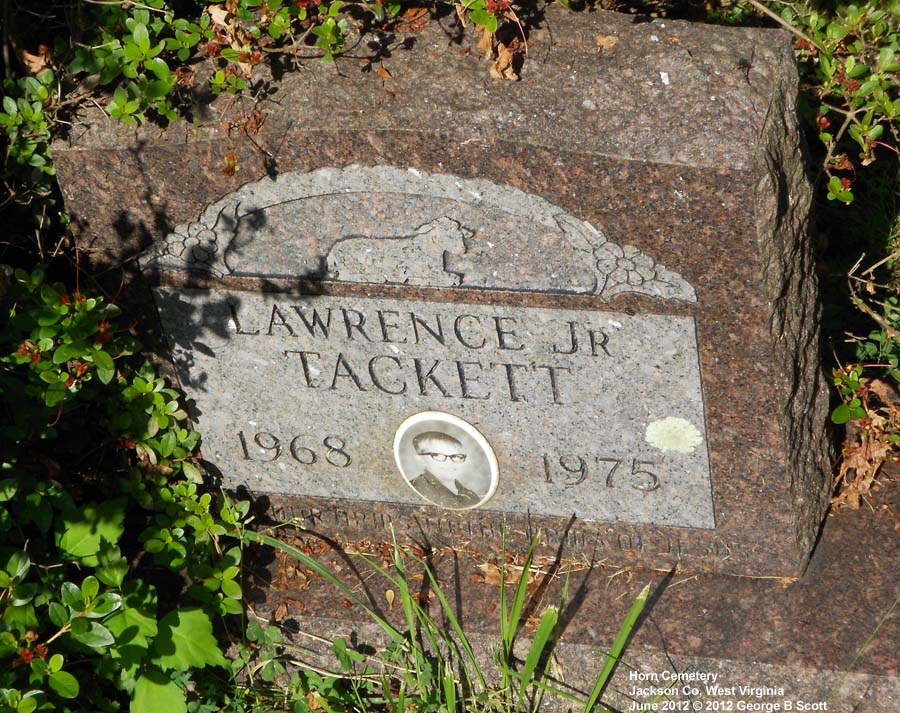 LAWRENCE JR
TACKETT
1968 1975
Horn Cemetery
Jackson Co, West Virginia
June 2012 © 2012 George B Scott